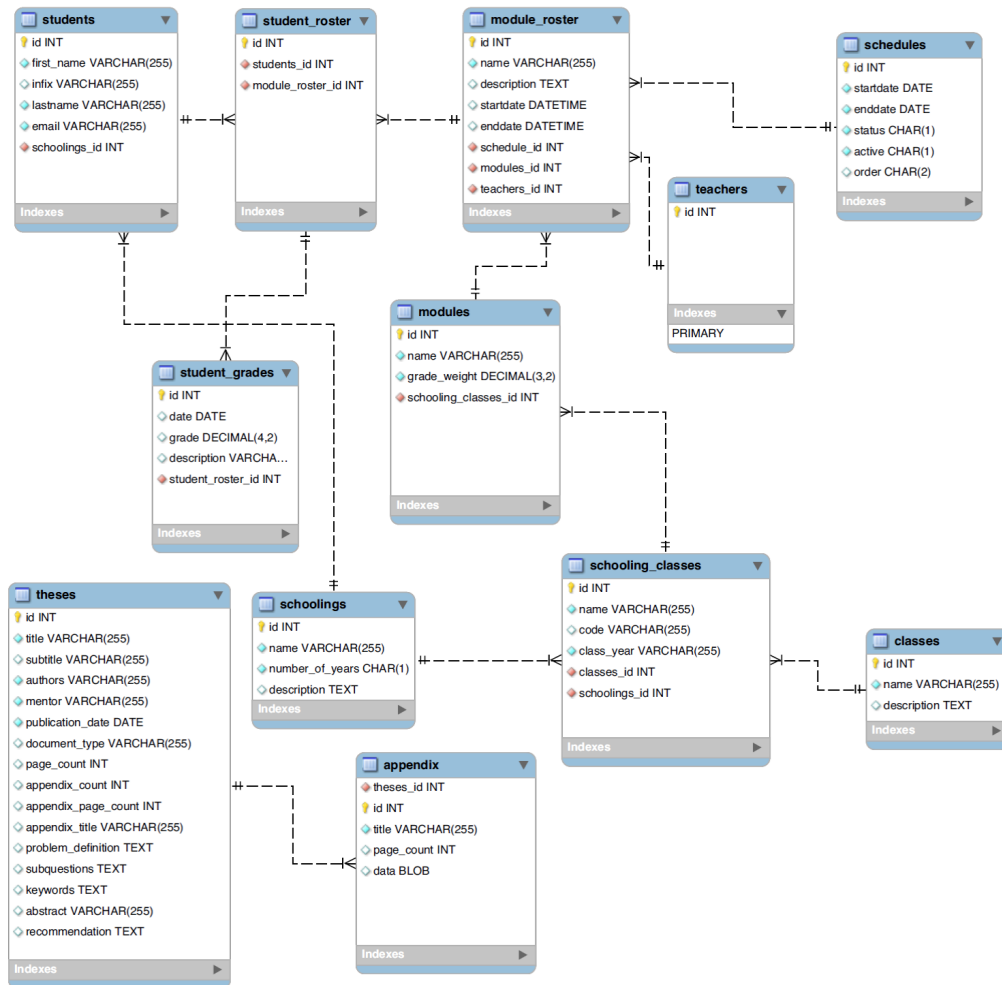 students
id INT
first_name VARCHAR(255)
infix VARCHAR(255)
lastname VARCHAR(255)
email VARCHAR(255)
schoolings_id INT
Indexes
student_roster
id INT
students_id INT
module_roster_id INT
Indexes
module_roster
id INT
name VARCHAR(255)
description TEXT
startdate DATETIME
enddate DATETIME
schedule_id INT
modules_id INT
teachers_id INT
Indexes
schedules
id INT
startdate DATE
enddate DATE
status CHAR(1)
active CHAR(1)
order CHAR(2)
Indexes
teachers
id INT
Indexes
PRIMARY
modules
id INT
name VARCHAR(255)
grade_weight DECIMAL(3,2)
schooling_classes_id INT
Indexes
student_grades
id INT
date DATE
grade DECIMAL(4,2)
description VARCHA...
student_roster_id INT
Indexes
theses
id INT
title VARCHAR(255)
subtitle VARCHAR(255)
authors VARCHAR(255)
mentor VARCHAR(255)
publication_date DATE
document_type VARCHAR(255)
page_count INT
appendix_count INT
appendix_page_count INT
appendix_title VARCHAR(255)
problem_definition TEXT
subquestions TEXT
keywords TEXT
abstract VARCHAR(255)
recommendation TEXT
Indexes
schoolings
id INT
name VARCHAR(255)
number_of_years CHAR(1)
description TEXT
Indexes
schooling_classes
id INT
name VARCHAR(255)
code VARCHAR(255)
class_year VARCHAR(255)
classes_id INT
schoolings_id INT
Indexes
classes
id INT
name VARCHAR(255)
description TEXT
Indexes
appendix
theses_id INT
id INT
title VARCHAR(255)
page_count INT
data BLOB
Indexes